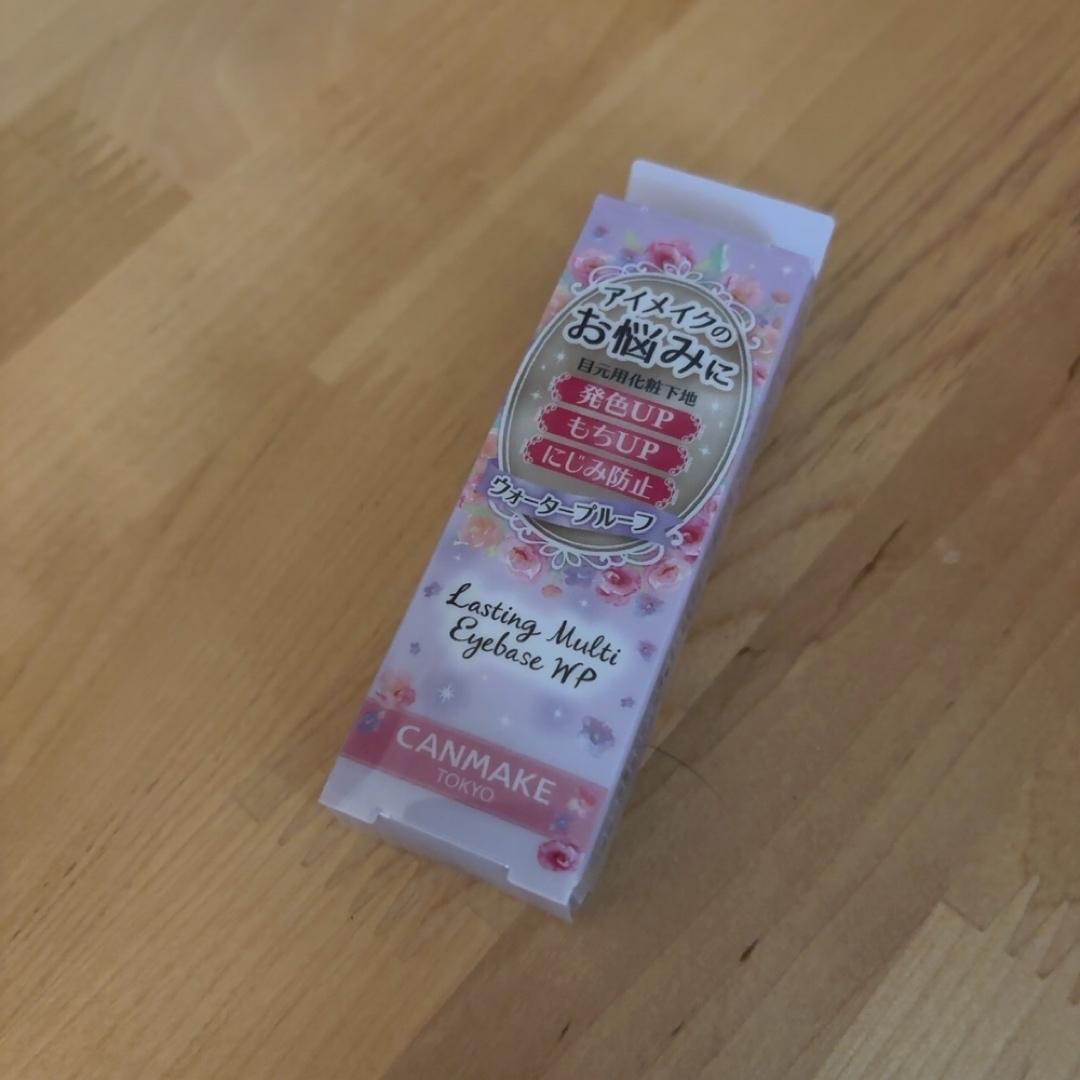 アイメイクの
お悩みに
目元用化粧下地
発色UP
もちUP
にじみ防止
ウォータープルーフ
Lasting Multi
Eyebase WP
CANMAKE
TOKYO